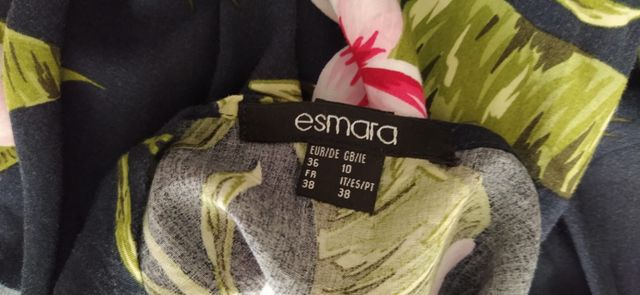 esmara
EUR/DE GB/IE
36 10
FR IT/ES/PT
38 38